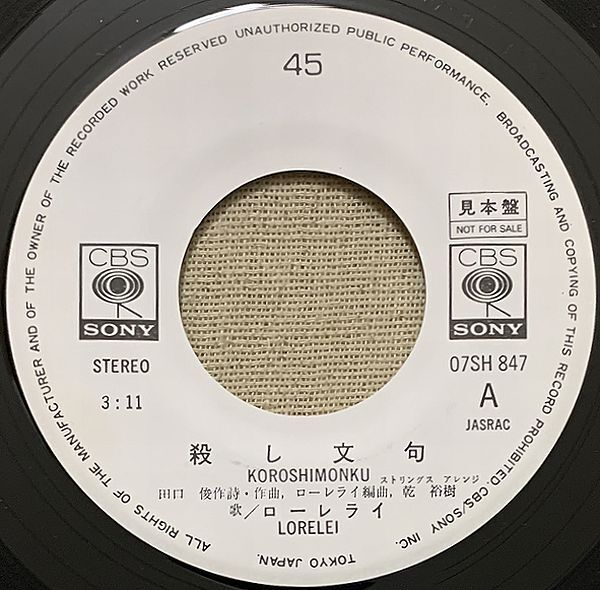 ALL RIGHTS OF THE MANUFACTURER AND OF THE OWNER OF THE RECORDED WORK RESERVED UNAUTHORIZED PUBLIC PERFORMANCE, BROADCASTING AND COPYING OF THIS RECORD PROHIBITED. CBS/SONY INC. TOKYO JAPAN.
45
見本盤
NOT FOR SALE
CBS
SONY
CBS
SONY
STEREO
07SH 847
3:11
A
JASRAC
殺し文句
KOROSHIMONKU
ストリングス アレンジ
田口 俊作詩・作曲, ローレライ編曲, 乾 裕樹
歌/ローレライ
LORELEI